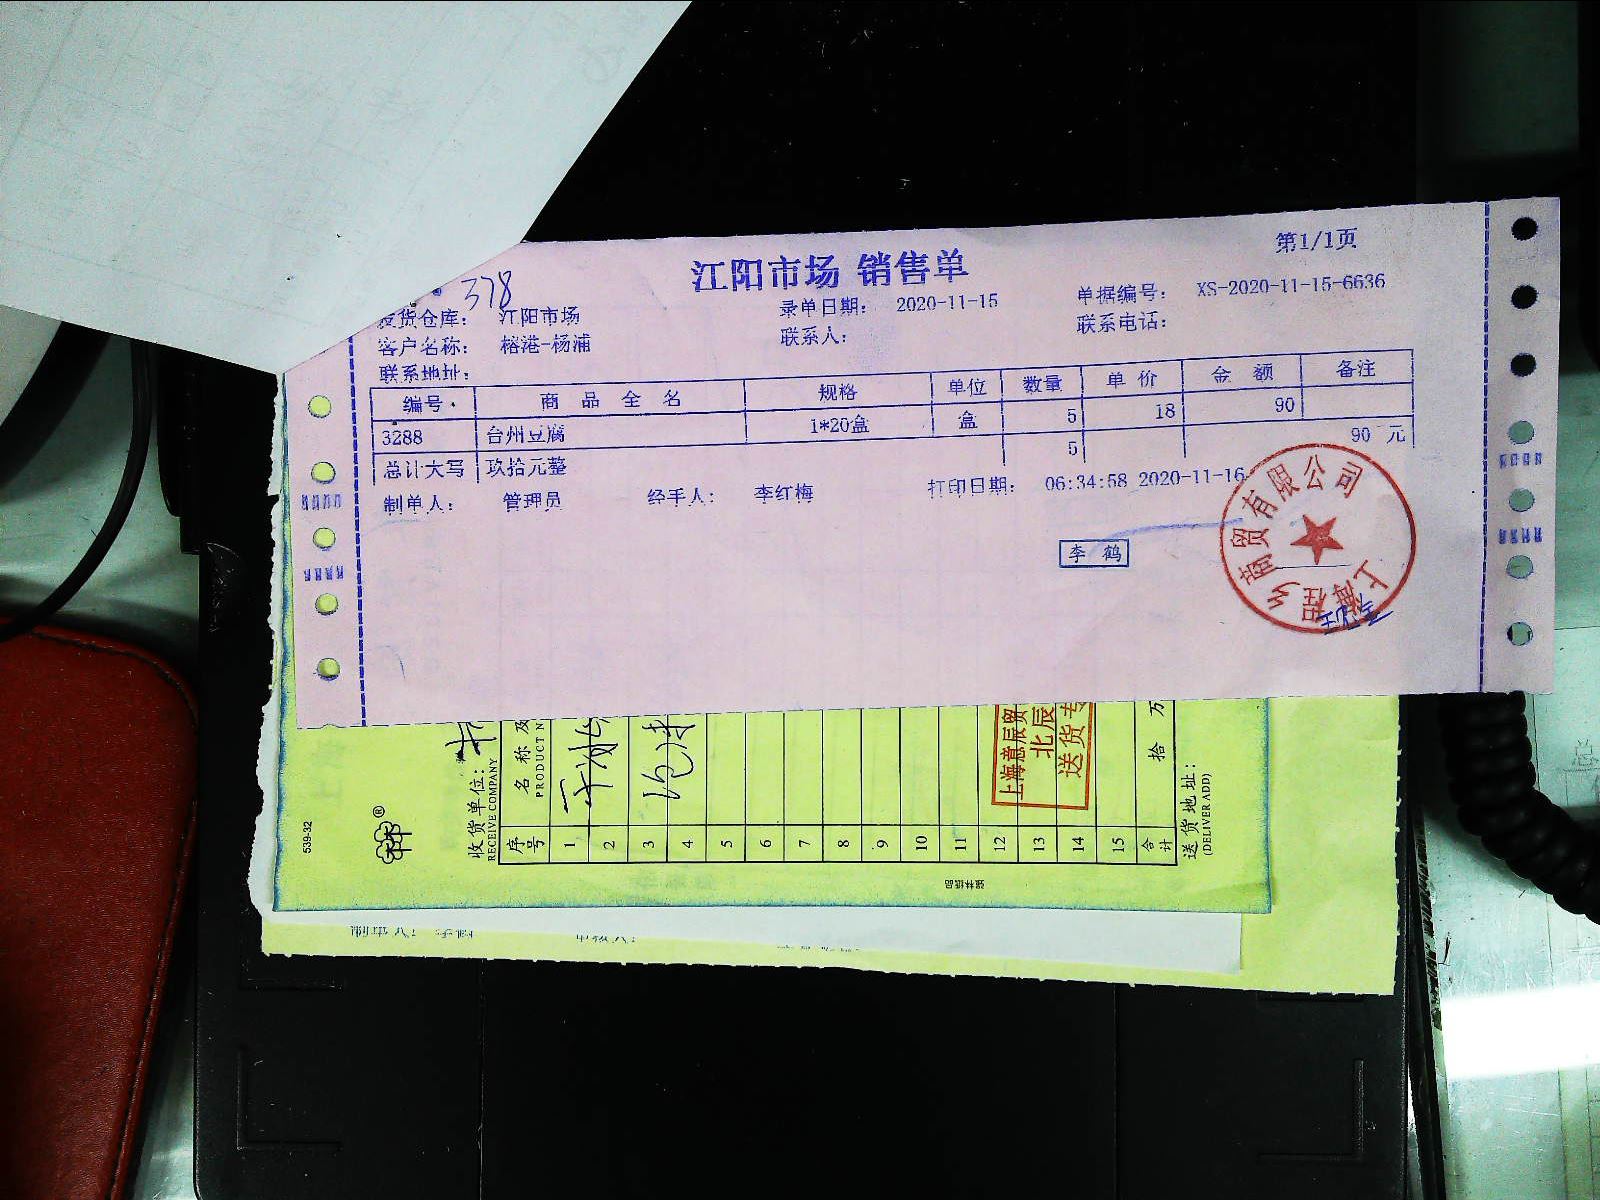 第1/1页
江阳市场 销售单
378
发货仓库： 江阳市场 录单日期： 2020-11-15 单据编号： XS-2020-11-15-6636
客户名称： 榕港-杨浦 联系人： 联系电话：
联系地址：
编号 商品全名 规格 单位 数量 单价 金额 备注
3288 台州豆腐 1*20盒 盒 5 18 90
总计大写 玖拾元整 5 90 元
制单人： 管理员 经手人： 李红梅 打印日期： 06:34:58 2020-11-16
李鹤
上海程乡商贸有限公司
539-32
收货单位：
RECEIVE COMPANY
序号 名称及
PRODUCT N
1
2
3
4
5
6
7
8
9
10
11
12
13
14
15
合计 拾 万
上海意辰贸
北辰
送货专
送货地址：
(DELIVER ADD)